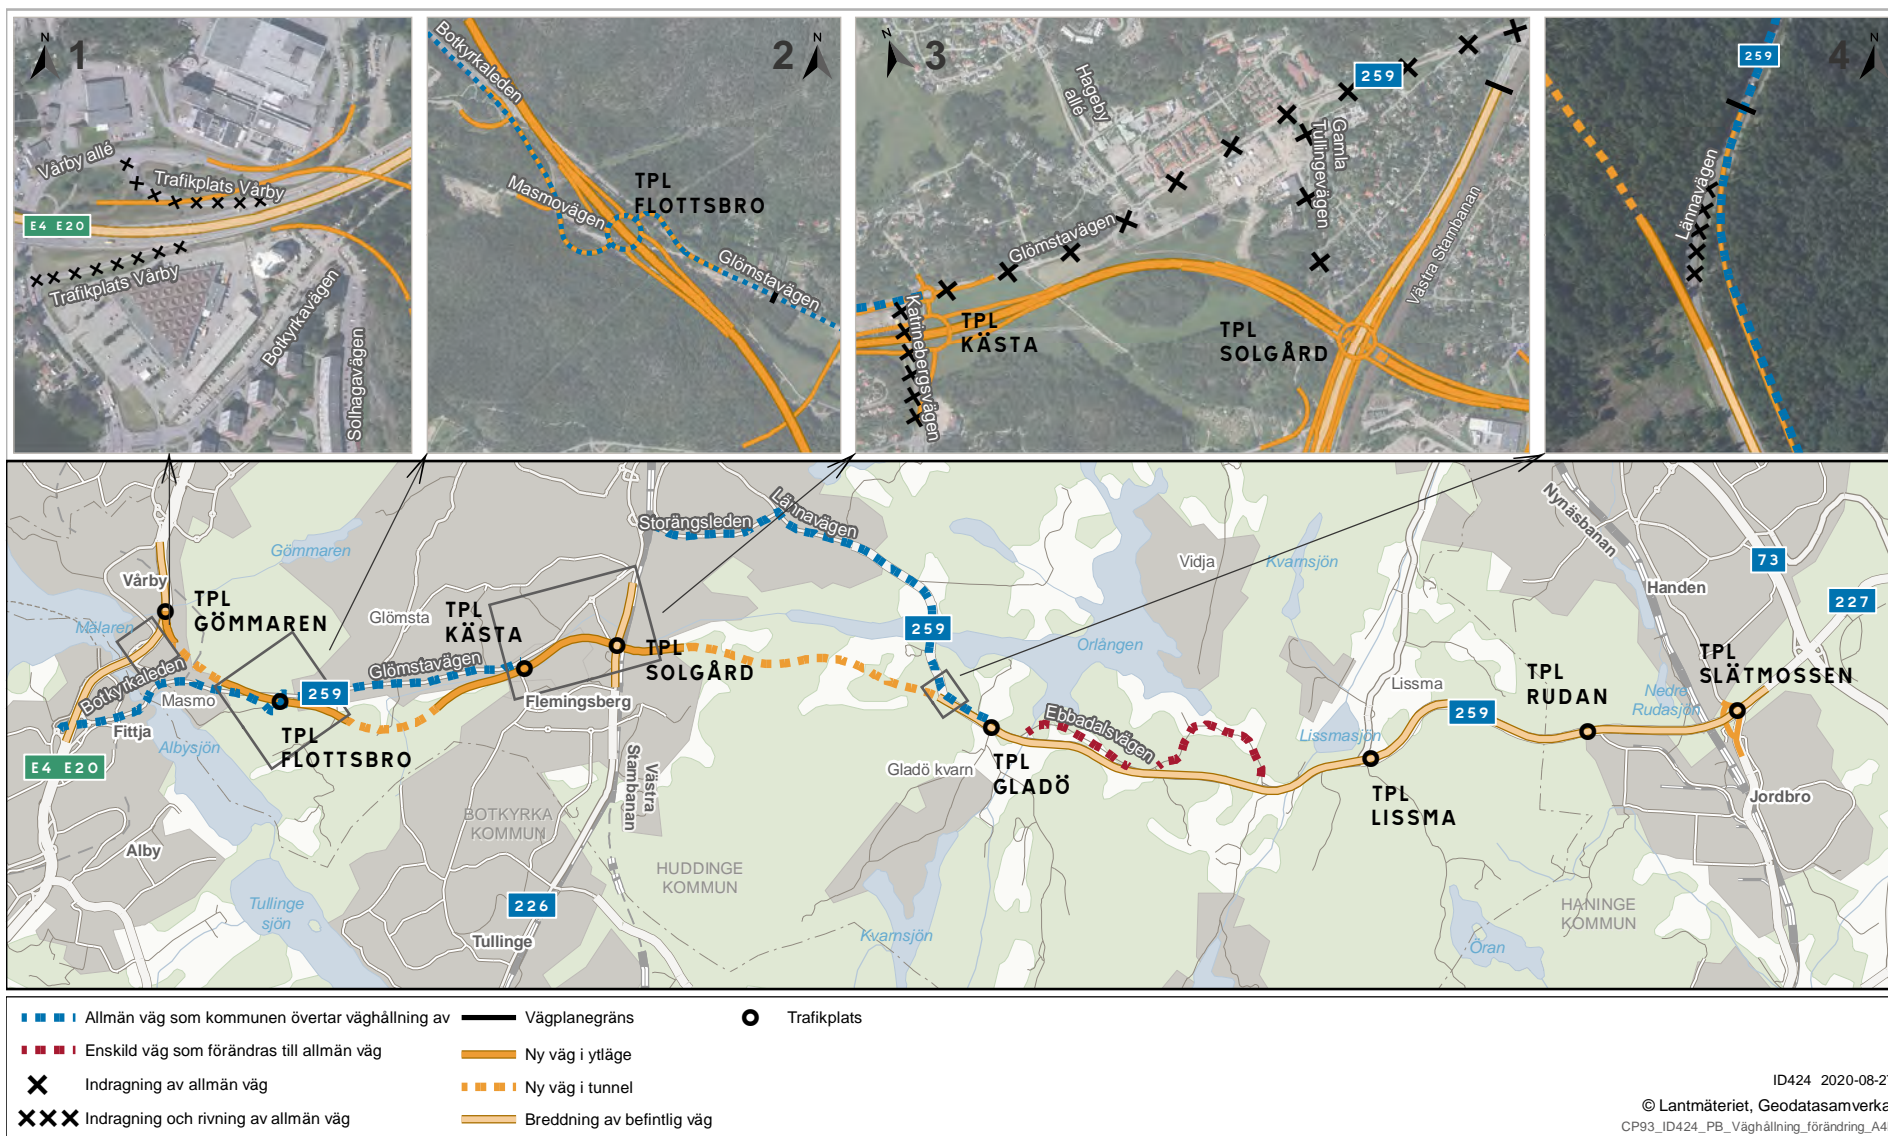 N
1
Vårby allé
Trafikplats Vårby
E4 E20
Trafikplats Vårby
Botkyrkavägen
Solhagavägen
Botkyrkaleden
2
N
Masmovägen
TPL
FLOTTSBRO
Glömstavägen
N
3
Hageby
allé
259
Gamla
Tullingevägen
Glömstavägen
Västra Stambanan
Katrinebergsvägen
TPL
KÄSTA
TPL
SOLGÅRD
259
4
N
Lännavägen
Gömmaren
Storängsleden
Lännavägen
Vårby
TPL
GÖMMAREN
Mälaren
Glömsta
TPL
KÄSTA
259
Vidja
Kvarnsjön
Nynäsbanan
73
Handen
227
Orlången
Botkyrkaleden
Masmo
Glömstavägen
259
TPL
SOLGÅRD
Flemingsberg
Fittja
Albysjön
TPL
FLOTTSBRO
E4 E20
Västra
Stambanan
Gladö kvarn
TPL
GLADÖ
Ebbadalsvägen
Lissmasjön
Lissma
259
TPL
LISSMA
TPL
RUDAN
Nedre
Rudasjön
TPL
SLÄTMOSSEN
Jordbro
BOTKYRKA
KOMMUN
Alby
HUDDINGE
KOMMUN
226
Tullinge
sjön
Tullinge
Kvarnsjön
Öran
HANINGE
KOMMUN
Allmän väg som kommunen övertar väghållning av
Vägplanegräns
Trafikplats
Enskild väg som förändras till allmän väg
Ny väg i ytläge
Indragning av allmän väg
Ny väg i tunnel
Indragning och rivning av allmän väg
Breddning av befintlig väg
ID424 2020-08-27
© Lantmäteriet, Geodatasamverka
CP93_ID424_PB_Väghållning_förändring_A4